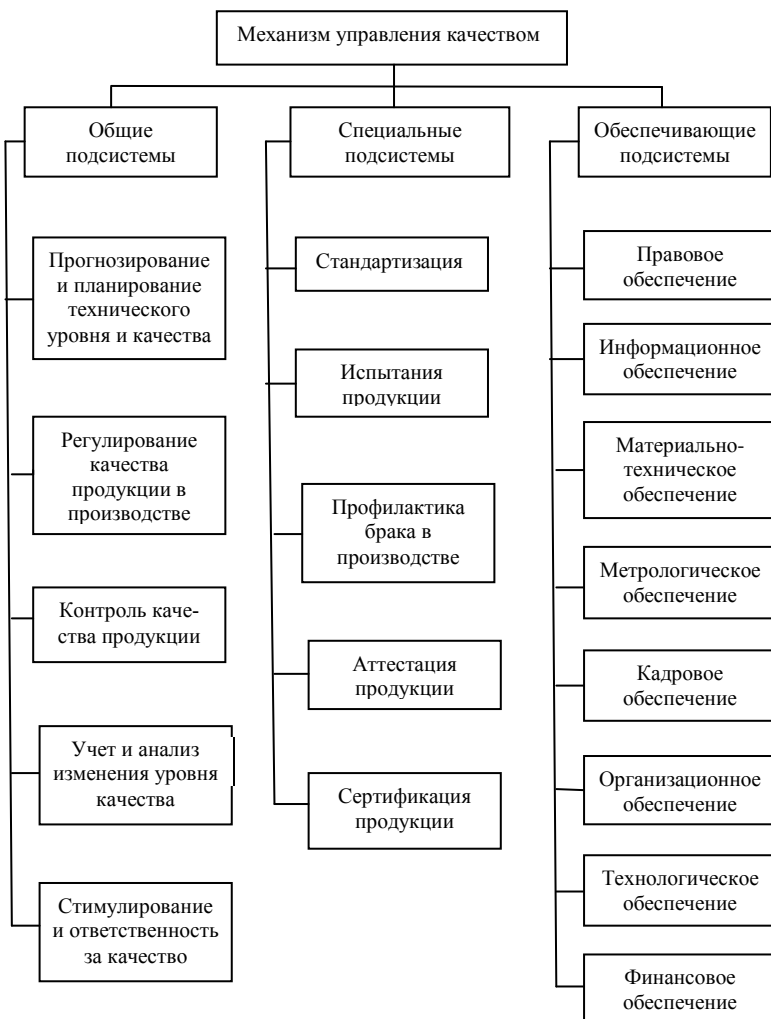 Механизм управления качеством
Общие
подсистемы
Прогнозирование
и планирование
технического
уровня и качества
Регулирование
качества
продукции в
производстве
Контроль каче-
ства продукции
Учет и анализ
изменения уровня
качества
Стимулирование
и ответственность
за качество
Специальные
подсистемы
Стандартизация
Испытания
продукции
Профилактика
брака в
производстве
Аттестация
продукции
Сертификация
продукции
Обеспечивающие
подсистемы
Правовое
обеспечение
Информационное
обеспечение
Материально-
техническое
обеспечение
Метрологическое
обеспечение
Кадровое
обеспечение
Организационное
обеспечение
Технологическое
обеспечение
Финансовое
обеспечение